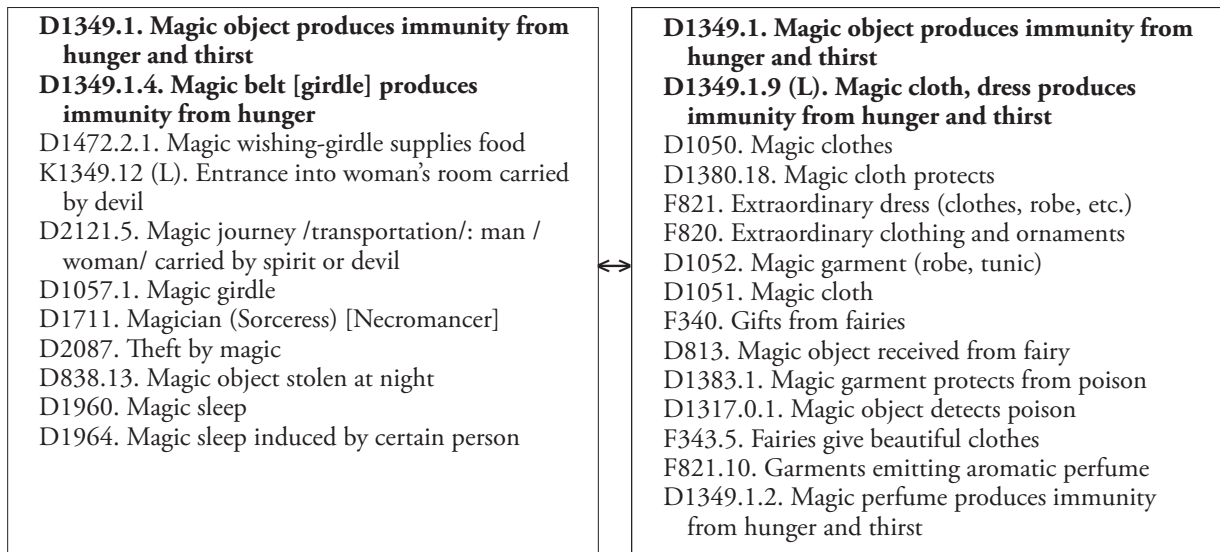 D1349.1. Magic object produces immunity from
hunger and thirst
D1349.1.4. Magic belt [girdle] produces
immunity from hunger
D1472.2.1. Magic wishing-girdle supplies food
K1349.12 (L). Entrance into woman's room carried
by devil
D2121.5. Magic journey /transportation/: man /
woman/ carried by spirit or devil
D1057.1. Magic girdle
D1711. Magician (Sorceress) [Necromancer]
D2087. Theft by magic
D838.13. Magic object stolen at night
D1960. Magic sleep
D1964. Magic sleep induced by certain person
D1349.1. Magic object produces immunity from
hunger and thirst
D1349.1.9 (L). Magic cloth, dress produces
immunity from hunger and thirst
D1050. Magic clothes
D1380.18. Magic cloth protects
F821. Extraordinary dress (clothes, robe, etc.)
F820. Extraordinary clothing and ornaments
D1052. Magic garment (robe, tunic)
D1051. Magic cloth
F340. Gifts from fairies
D813. Magic object received from fairy
D1383.1. Magic garment protects from poison
D1317.0.1. Magic object detects poison
F343.5. Fairies give beautiful clothes
F821.10. Garments emitting aromatic perfume
D1349.1.2. Magic perfume produces immunity
from hunger and thirst